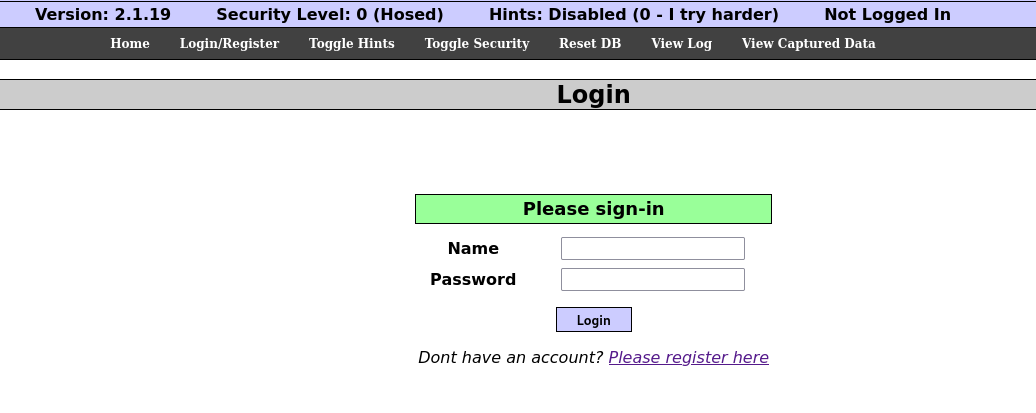 Version: 2.1.19 Security Level: 0 (Hosed) Hints: Disabled (0 - I try harder) Not Logged In
Home Login/Register Toggle Hints Toggle Security Reset DB View Log View Captured Data
Login
Please sign-in
Name
Password
Login
Dont have an account? Please register here